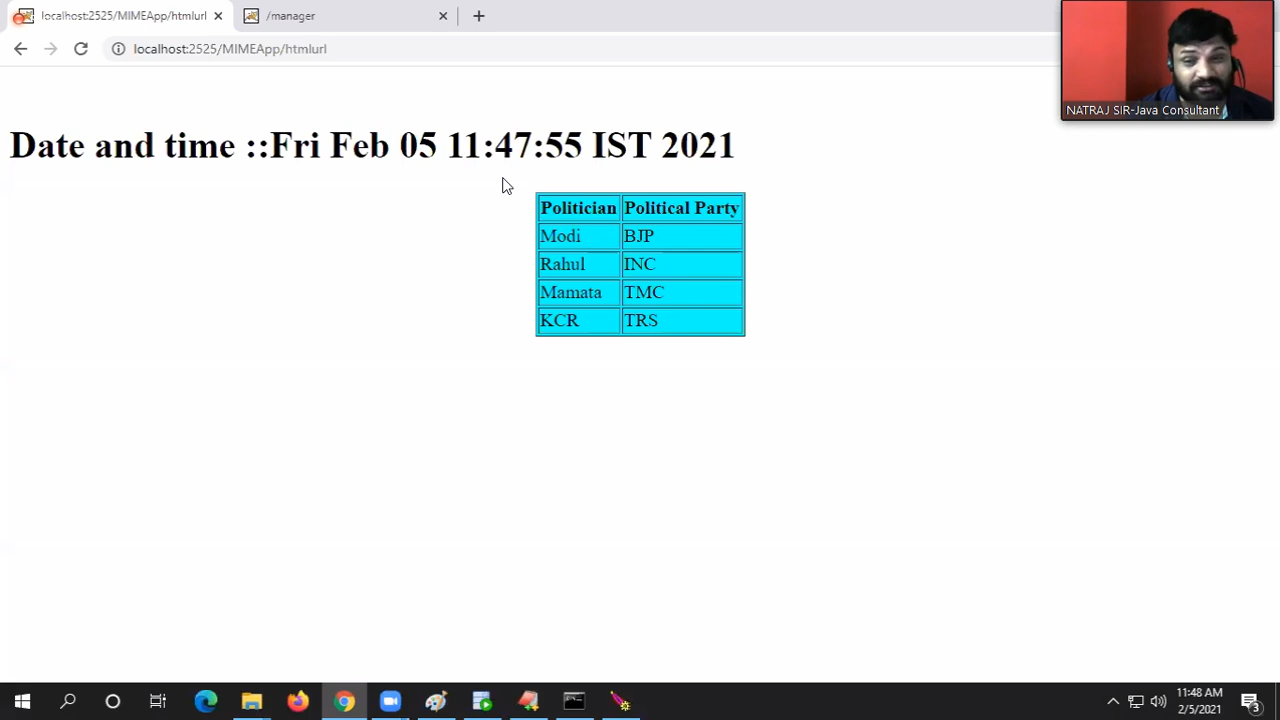 localhost:2525/MIMEApp/htmlurl
/manager
localhost:2525/MIMEApp/htmlurl
NATRAJ SIR-Java Consultant
Date and time ::Fri Feb 05 11:47:55 IST 2021
Politician Political Party
Modi BJP
Rahul INC
Mamata TMC
KCR TRS
11:48 AM
2/5/2021
3